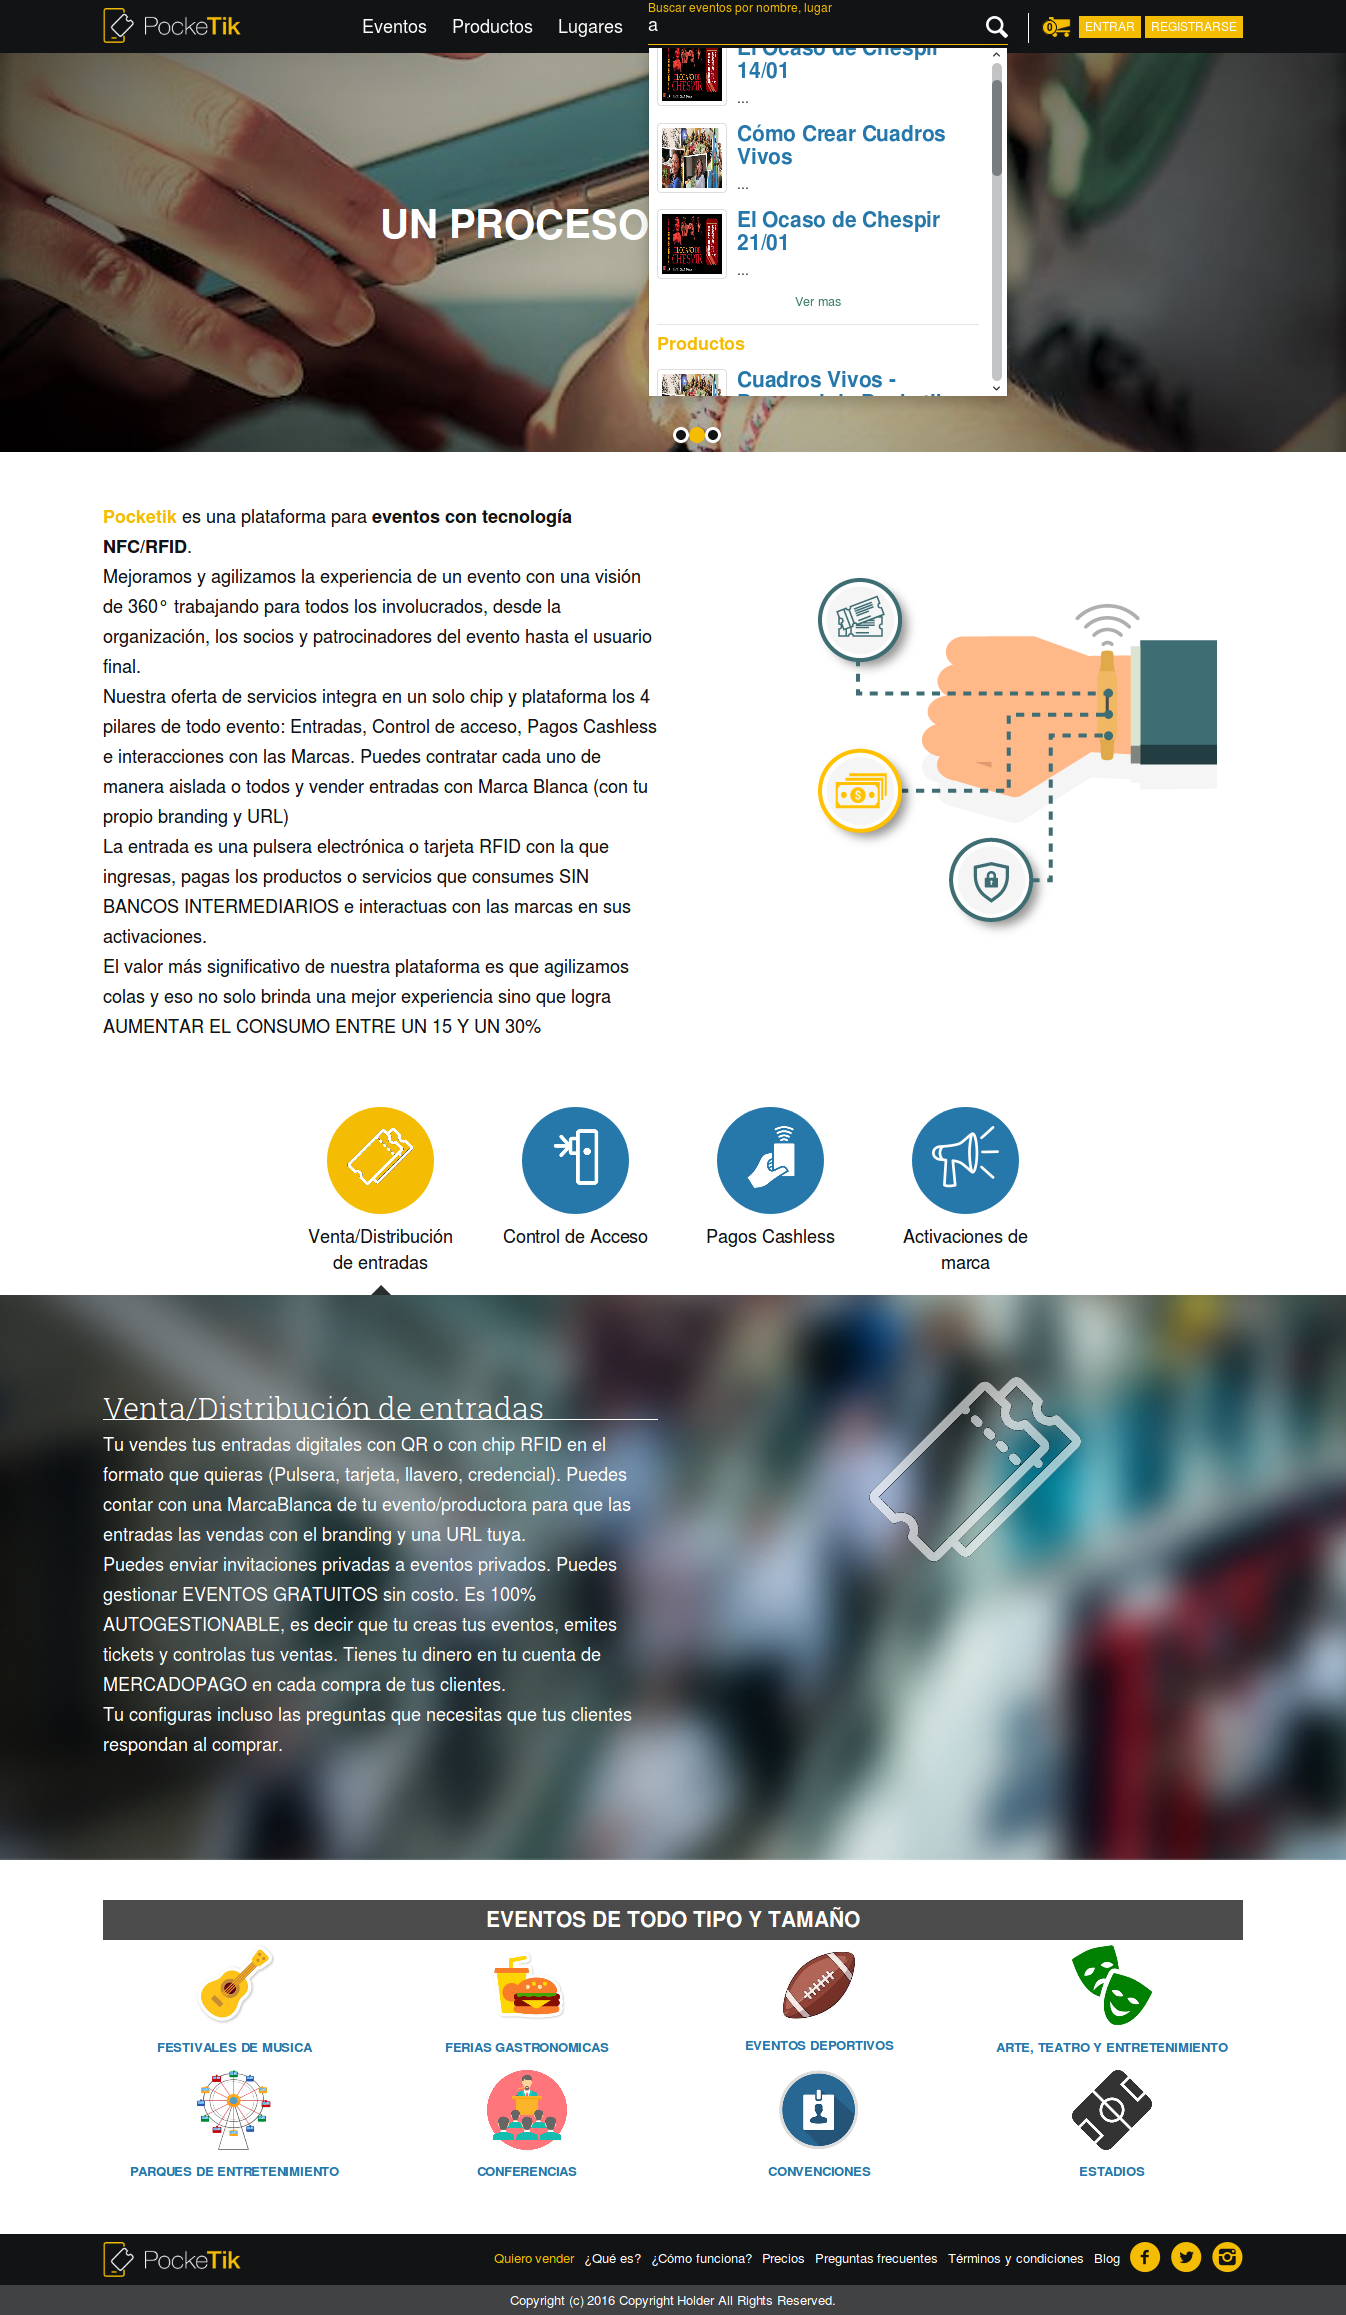 PockeTik
Eventos
Productos
Lugares
Buscar eventos por nombre, lugar
a
0
ENTRAR
REGISTRARSE
El Ocaso de Chespir
14/01
...
Cómo Crear Cuadros
Vivos
...
El Ocaso de Chespir
21/01
...
Ver mas
Productos
Cuadros Vivos -
UN PROCESO
Pocketik es una plataforma para eventos con tecnología
NFC/RFID.
Mejoramos y agilizamos la experiencia de un evento con una visión
de 360° trabajando para todos los involucrados, desde la
organización, los socios y patrocinadores del evento hasta el usuario
final.
Nuestra oferta de servicios integra en un solo chip y plataforma los 4
pilares de todo evento: Entradas, Control de acceso, Pagos Cashless
e interacciones con las Marcas. Puedes contratar cada uno de
manera aislada o todos y vender entradas con Marca Blanca (con tu
propio branding y URL)
La entrada es una pulsera electrónica o tarjeta RFID con la que
ingresas, pagas los productos o servicios que consumes SIN
BANCOS INTERMEDIARIOS e interactuas con las marcas en sus
activaciones.
El valor más significativo de nuestra plataforma es que agilizamos
colas y eso no solo brinda una mejor experiencia sino que logra
AUMENTAR EL CONSUMO ENTRE UN 15 Y UN 30%
Venta/Distribución
de entradas
Control de Acceso
Pagos Cashless
Activaciones de
marca
Venta/Distribución de entradas
Tu vendes tus entradas digitales con QR o con chip RFID en el
formato que quieras (Pulsera, tarjeta, llavero, credencial). Puedes
contar con una MarcaBlanca de tu evento/productora para que las
entradas las vendas con el branding y una URL tuya.
Puedes enviar invitaciones privadas a eventos privados. Puedes
gestionar EVENTOS GRATUITOS sin costo. Es 100%
AUTOGESTIONABLE, es decir que tu creas tus eventos, emites
tickets y controlas tus ventas. Tienes tu dinero en tu cuenta de
MERCADOPAGO en cada compra de tus clientes.
Tu configuras incluso las preguntas que necesitas que tus clientes
respondan al comprar.
EVENTOS DE TODO TIPO Y TAMAÑO
FESTIVALES DE MUSICA
FERIAS GASTRONOMICAS
EVENTOS DEPORTIVOS
ARTE, TEATRO Y ENTRETENIMIENTO
PARQUES DE ENTRETENIMIENTO
CONFERENCIAS
CONVENCIONES
ESTADIOS
PockeTik
Quiero vender
¿Qué es?
¿Cómo funciona?
Precios
Preguntas frecuentes
Términos y condiciones
Blog
Copyright (c) 2016 Copyright Holder All Rights Reserved.